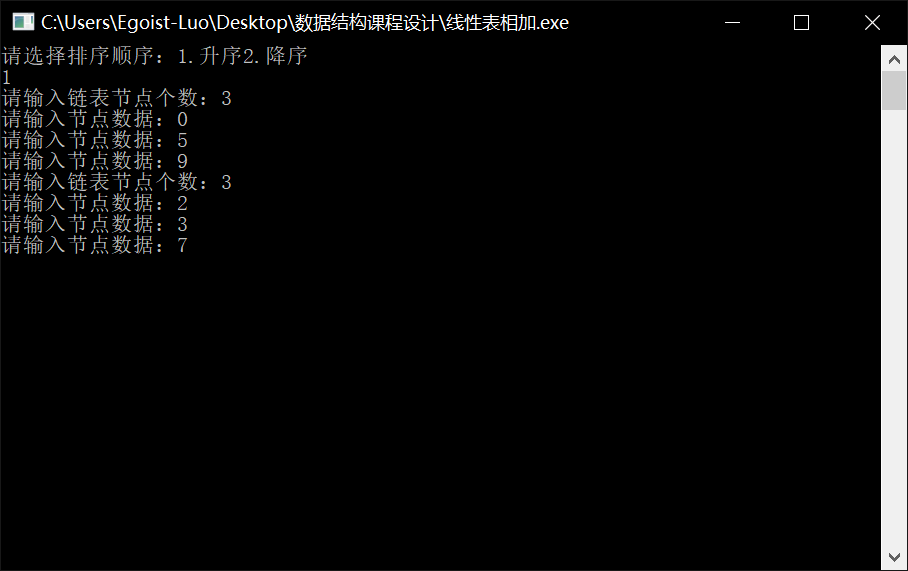 C:\Users\Egoist-Luo\Desktop\数据结构课程设计\线性表相加.exe
请选择排序顺序：1.升序2.降序
1
请输入链表节点个数：3
请输入节点数据：0
请输入节点数据：5
请输入节点数据：9
请输入链表节点个数：3
请输入节点数据：2
请输入节点数据：3
请输入节点数据：7